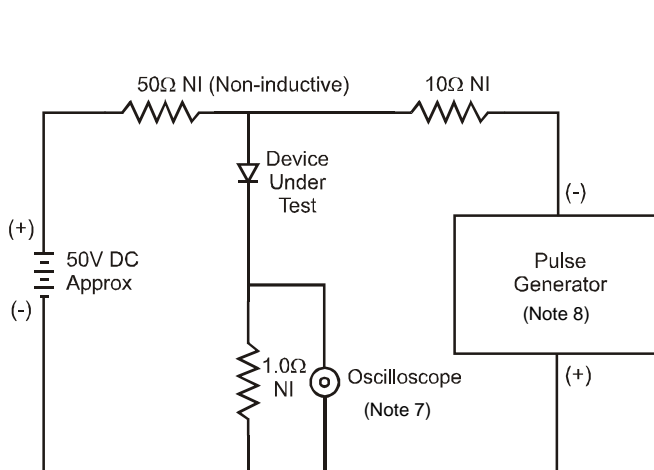 50Ω NI (Non-inductive)
10Ω NI
Device
Under
Test
(-)
(+)
50V DC
Approx
(-)
Pulse
Generator
(Note 8)
1.0Ω
NI
Oscilloscope
(Note 7)
(+)